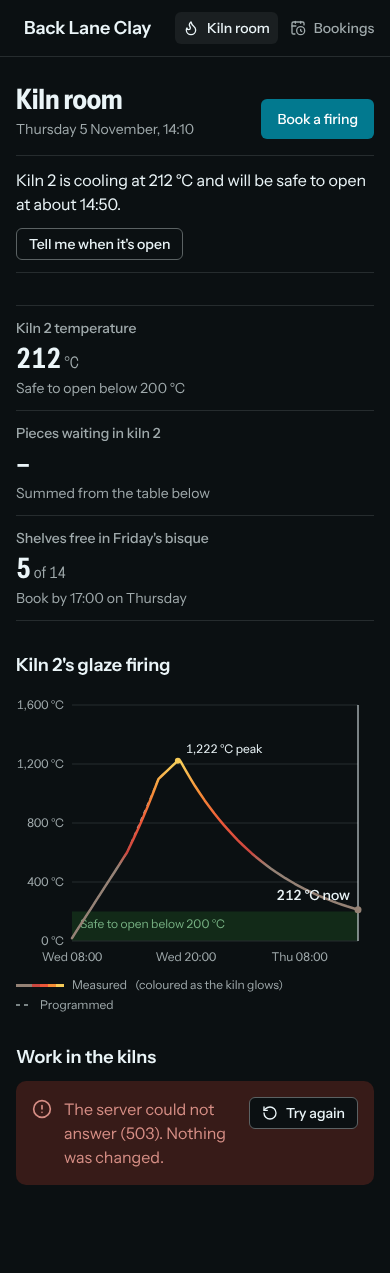 Back Lane Clay
Kiln room
Bookings
Kiln room
Thursday 5 November, 14:10
Book a firing
Kiln 2 is cooling at 212 °C and will be safe to open
at about 14:50.
Tell me when it's open
Kiln 2 temperature
212 °C
Safe to open below 200 °C
Pieces waiting in kiln 2
–
Summed from the table below
Shelves free in Friday's bisque
5 of 14
Book by 17:00 on Thursday
Kiln 2's glaze firing
1,600 °C
1,222 °C peak
1,200 °C
800 °C
400 °C
212 °C now
Safe to open below 200 °C
0 °C
Wed 08:00
Wed 20:00
Thu 08:00
Measured (coloured as the kiln glows)
Programmed
Work in the kilns
The server could not
answer (503). Nothing
was changed.
Try again